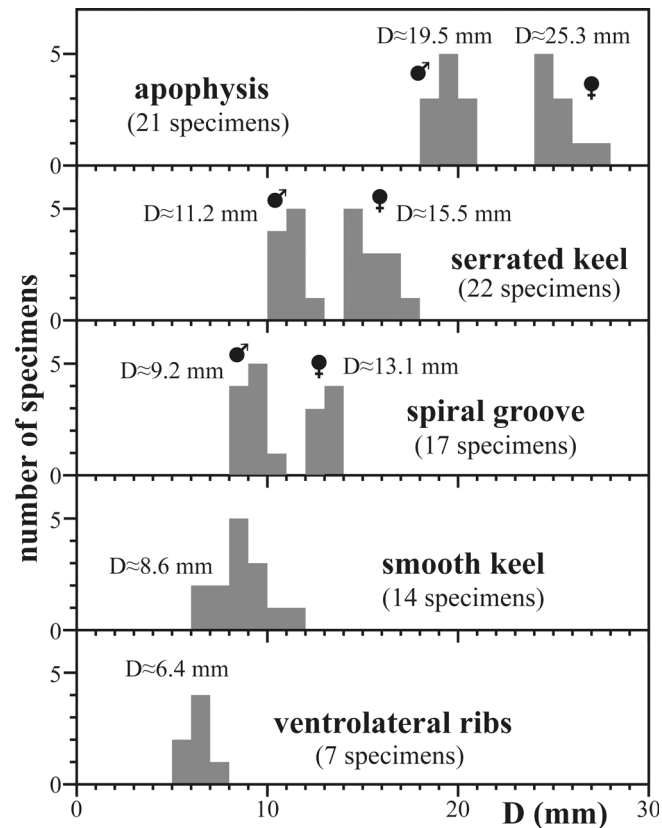 number of specimens
5
0
D≈19.5 mm
D≈25.3 mm
♂
♀
apophysis
(21 specimens)
5
0
D≈11.2 mm
♂
♀
D≈15.5 mm
serrated keel
(22 specimens)
5
0
D≈9.2 mm
♂
♀
D≈13.1 mm
spiral groove
(17 specimens)
5
0
D≈8.6 mm
smooth keel
(14 specimens)
5
0
D≈6.4 mm
ventrolateral ribs
(7 specimens)
0
10
20
30
D (mm)